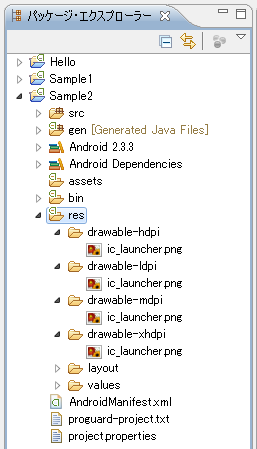 パッケージ・エクスプローラー
Hello
Sample1
Sample2
src
gen [Generated Java Files]
Android 2.3.3
Android Dependencies
assets
bin
res
drawable-hdpi
ic_launcher.png
drawable-ldpi
ic_launcher.png
drawable-mdpi
ic_launcher.png
drawable-xhdpi
ic_launcher.png
layout
values
AndroidManifest.xml
proguard-project.txt
project.properties